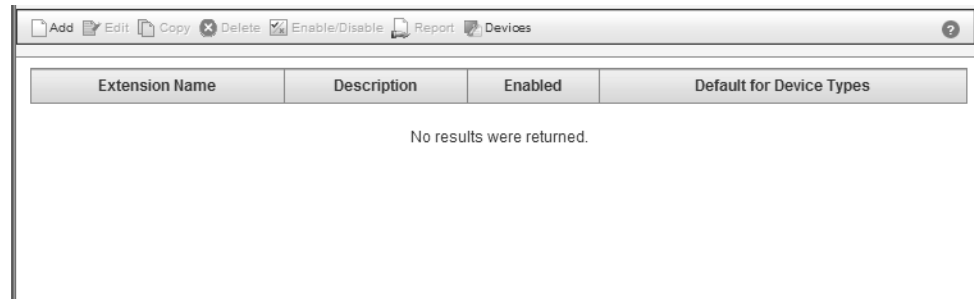 Add Edit Copy Delete Enable/Disable Report Devices ?
Extension Name Description Enabled Default for Device Types
No results were returned.